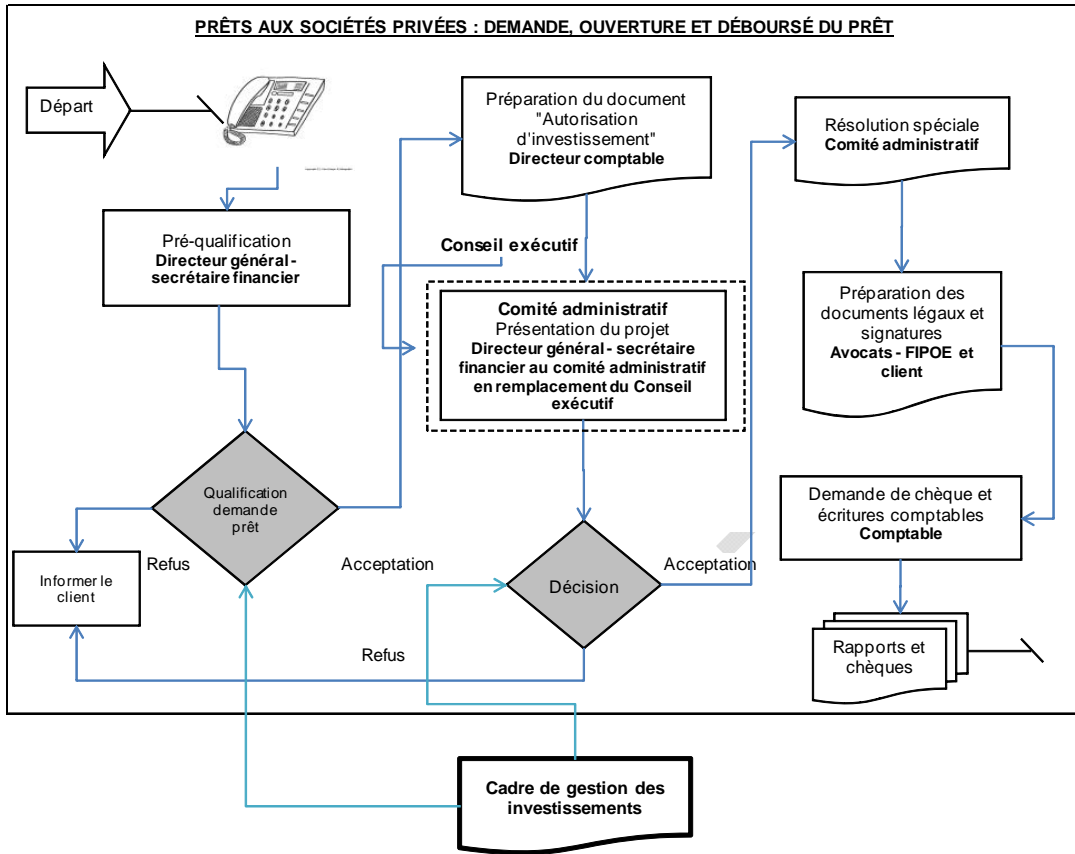 PRÊTS AUX SOCIÉTÉS PRIVÉES : DEMANDE, OUVERTURE ET DÉBOURSÉ DU PRÊT
Départ
Pré-qualification
Directeur général -
secrétaire financier
Qualification
demande
prêt
Refus
Informer le
client
Acceptation
Préparation du document
"Autorisation
d'investissement"
Directeur comptable
Conseil exécutif
Comité administratif
Présentation du projet
Directeur général - secrétaire
financier au comité administratif
en remplacement du Conseil
exécutif
Décision
Refus
Acceptation
Résolution spéciale
Comité administratif
Préparation des
documents légaux et
signatures
Avocats - FIPOE et
client
Demande de chèque et
écritures comptables
Comptable
Rapports et
chèques
Cadre de gestion des
investissements